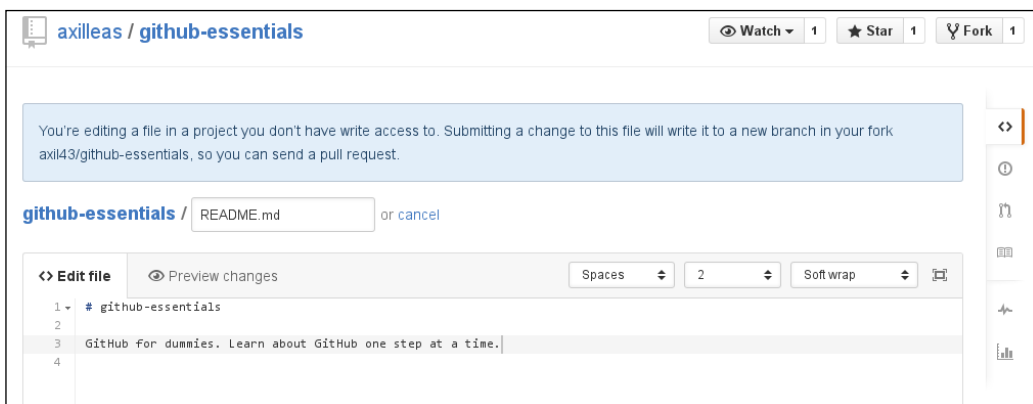 axilleas / github-essentials
Watch 1 Star 1 Fork 1
You're editing a file in a project you don't have write access to. Submitting a change to this file will write it to a new branch in your fork
axil43/github-essentials, so you can send a pull request.
github-essentials / README.md or cancel
<> Edit file Preview changes Spaces 2 Soft wrap
1 # github-essentials
2
3 GitHub for dummies. Learn about GitHub one step at a time.
4